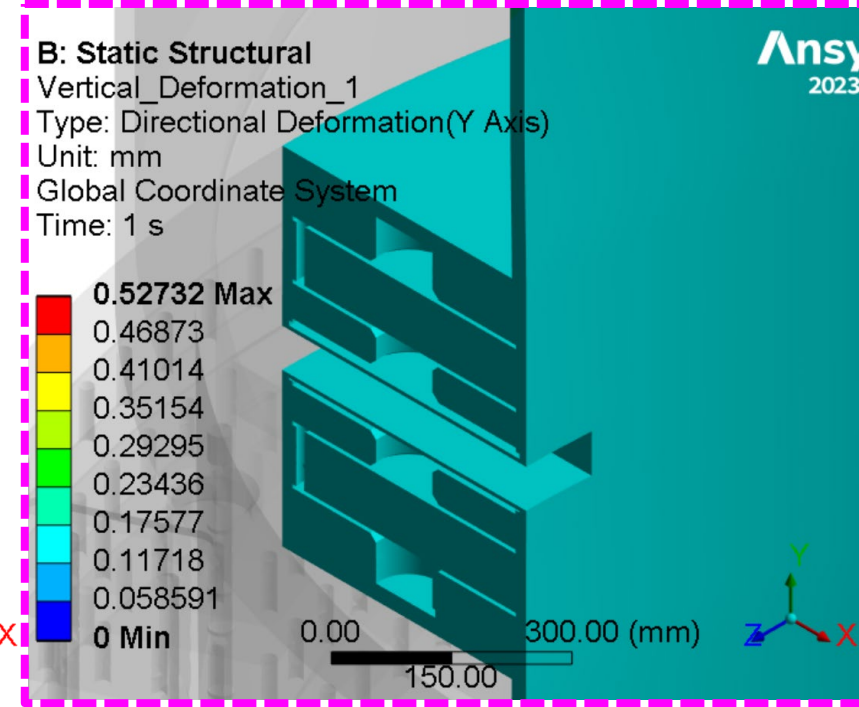 B: Static Structural
Vertical_Deformation_1
Type: Directional Deformation(Y Axis)
Unit: mm
Global Coordinate System
Time: 1 s
Ansy
2023
0.52732 Max
0.46873
0.41014
0.35154
0.29295
0.23436
0.17577
0.11718
0.058591
0 Min
0.00 300.00 (mm)
150.00
Y
Z X
X